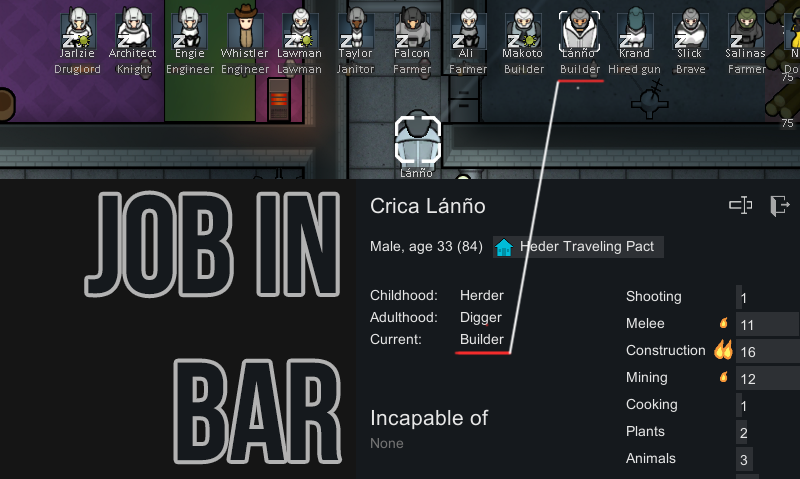 Jarlzie Architect Engie Whistler Lawman Taylor Falcon Ali Makoto Lánño Krand Slick Salinas
Druglord Knight Engineer Engineer Lawman Janitor Farmer Farmer Builder Builder Hired gun Brave Farmer
75
75
Lánño
JOB IN
BAR
Crica Lánño
Male, age 33 (84) Heder Traveling Pact
Childhood: Herder
Adulthood: Digger
Current: Builder
Incapable of
None
Shooting 1
Melee 11
Construction 16
Mining 12
Cooking 1
Plants 2
Animals 3